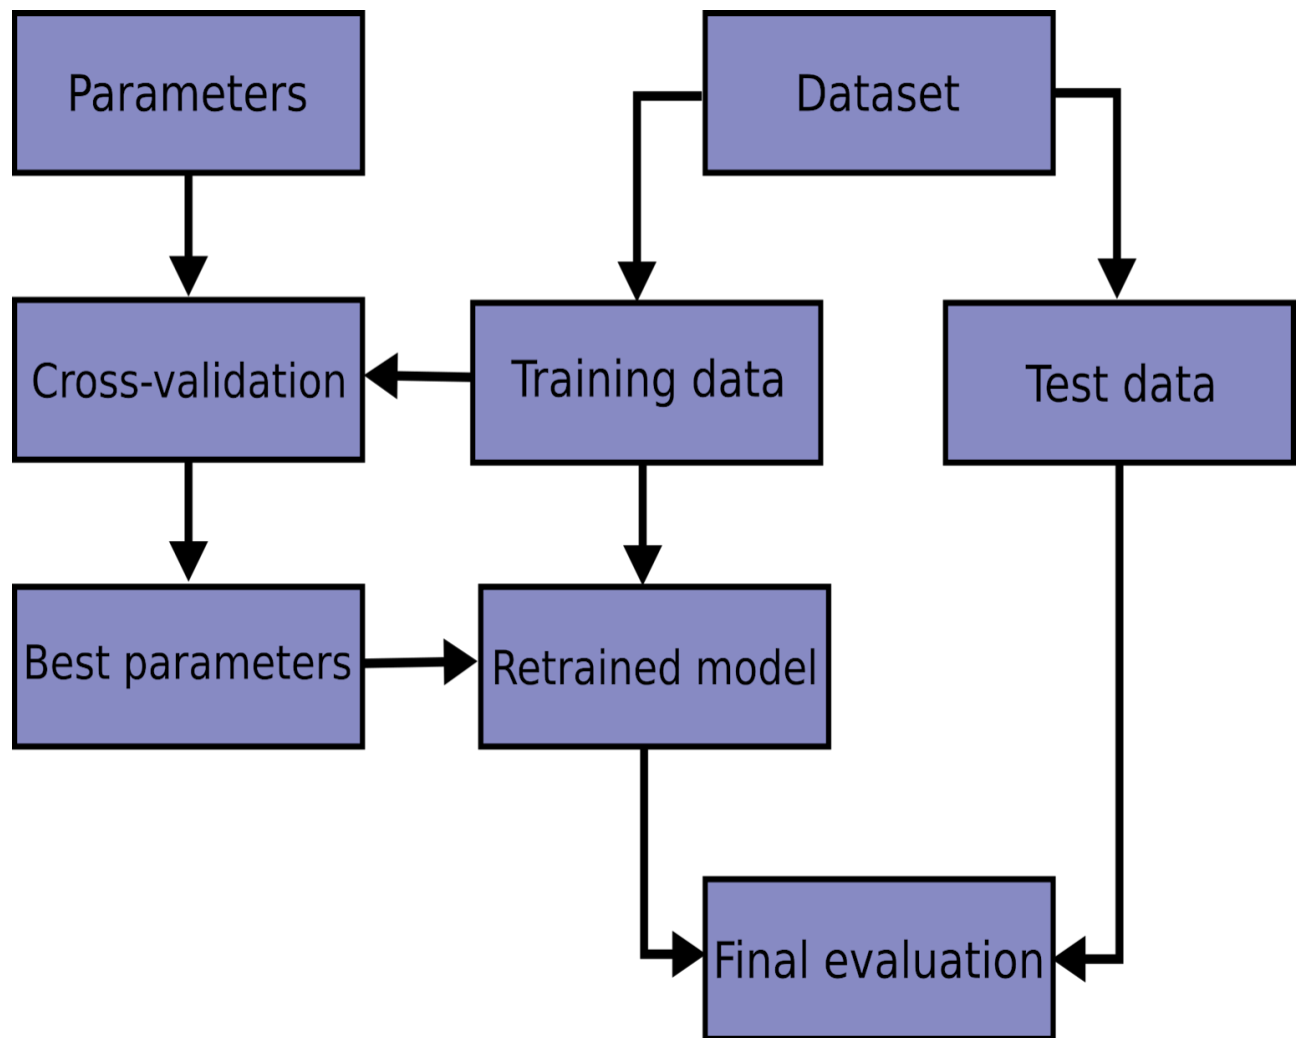 Parameters
Dataset
Cross-validation
Training data
Test data
Best parameters
Retrained model
Final evaluation